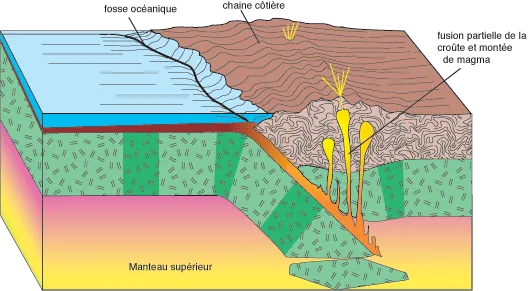 fosse océanique
chaine côtière
fusion partielle de la
croûte et montée
de magma
Manteau supérieur